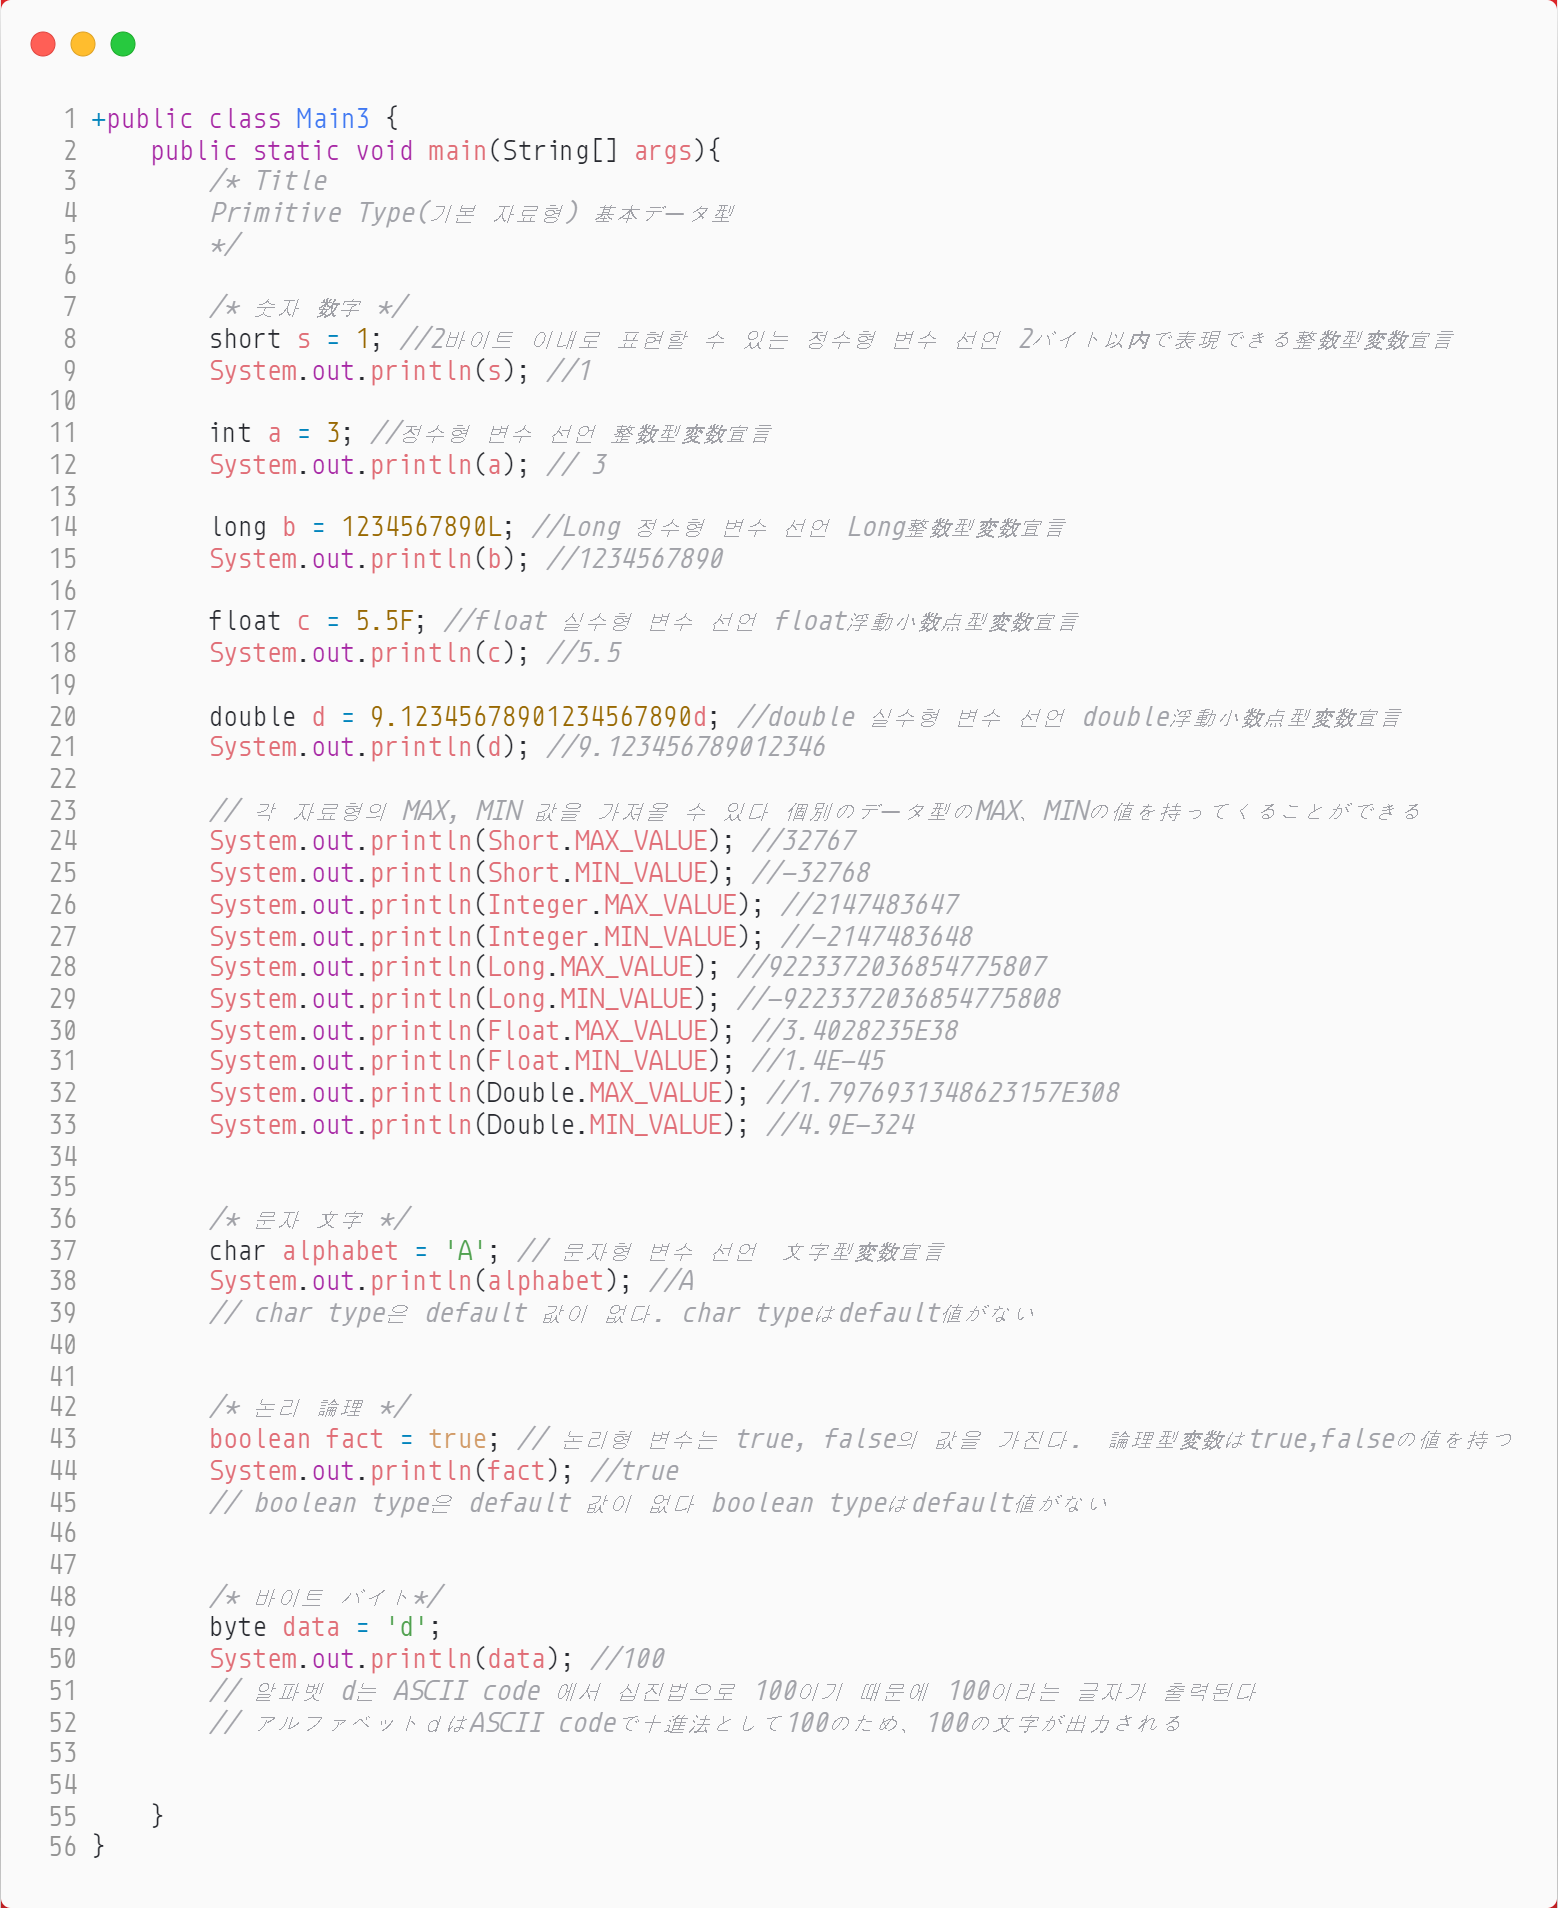 1 +public class Main3 {
2     public static void main(String[] args){
3         /* Title
4         Primitive Type(기본 자료형) 基本データ型
5         */
6
7         /* 숫자 数字 */
8         short s = 1; //2바이트 이내로 표현할 수 있는 정수형 변수 선언 2バイト以内で表現できる整数型変数宣言
9         System.out.println(s); //1
10
11         int a = 3; //정수형 변수 선언 整数型変数宣言
12         System.out.println(a); // 3
13
14         long b = 1234567890L; //Long 정수형 변수 선언 Long整数型変数宣言
15         System.out.println(b); //1234567890
16
17         float c = 5.5F; //float 실수형 변수 선언 float浮動小数点型変数宣言
18         System.out.println(c); //5.5
19
20         double d = 9.12345678901234567890d; //double 실수형 변수 선언 double浮動小数点型変数宣言
21         System.out.println(d); //9.123456789012346
22
23         // 각 자료형의 MAX, MIN 값을 가져올 수 있다 個別のデータ型のMAX、MINの値を持ってくることができる
24         System.out.println(Short.MAX_VALUE); //32767
25         System.out.println(Short.MIN_VALUE); //-32768
26         System.out.println(Integer.MAX_VALUE); //2147483647
27         System.out.println(Integer.MIN_VALUE); //-2147483648
28         System.out.println(Long.MAX_VALUE); //9223372036854775807
29         System.out.println(Long.MIN_VALUE); //-9223372036854775808
30         System.out.println(Float.MAX_VALUE); //3.4028235E38
31         System.out.println(Float.MIN_VALUE); //1.4E-45
32         System.out.println(Double.MAX_VALUE); //1.7976931348623157E308
33         System.out.println(Double.MIN_VALUE); //4.9E-324
34
35
36         /* 문자 文字 */
37         char alphabet = 'A'; // 문자형 변수 선언  文字型変数宣言
38         System.out.println(alphabet); //A
39         // char type은 default 값이 없다. char typeはdefault値がない
40
41
42         /* 논리 論理 */
43         boolean fact = true; // 논리형 변수는 true, false의 값을 가진다. 論理型変数はtrue,falseの値を持つ
44         System.out.println(fact); //true
45         // boolean type은 default 값이 없다 boolean typeはdefault値がない
46
47
48         /* 바이트 バイト*/
49         byte data = 'd';
50         System.out.println(data); //100
51         // 알파벳 d는 ASCII code 에서 십진법으로 100이기 때문에 100이라는 글자가 출력된다
52         // アルファベットｄはASCII codeで十進法として100のため、100の文字が出力される
53
54
55     }
56 }